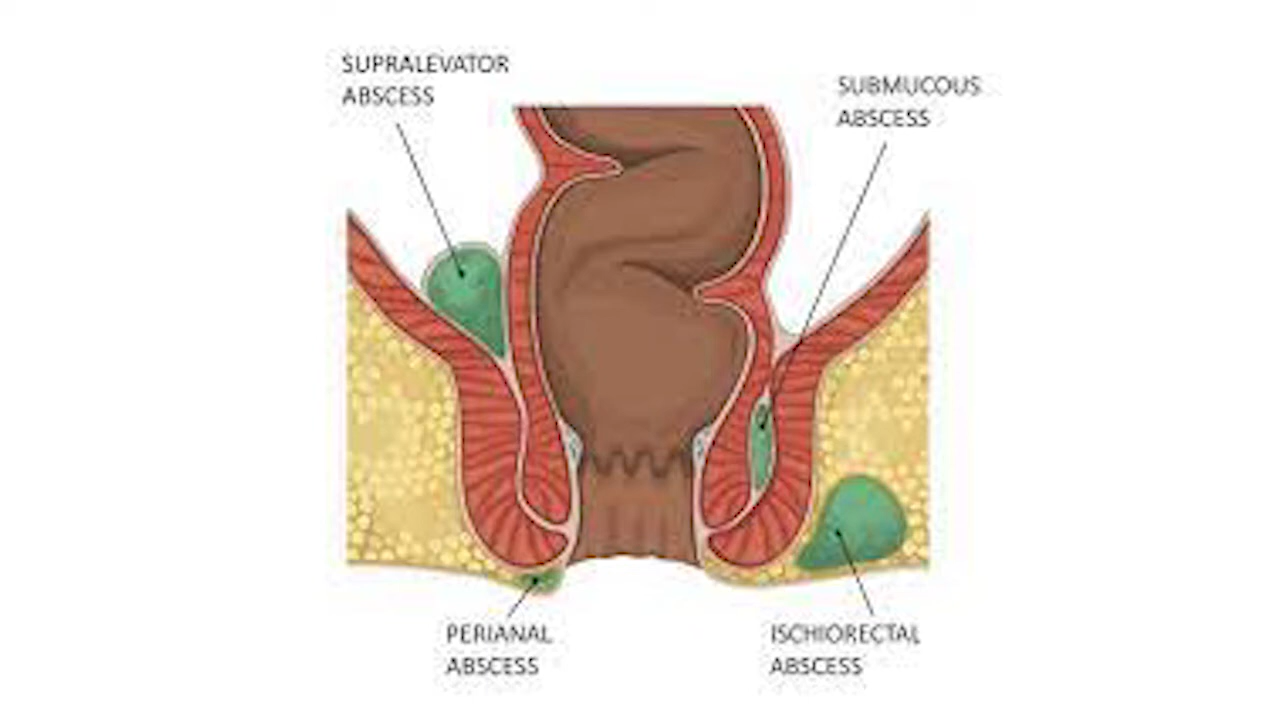 SUPRALEVATOR
ABSCESS
SUBMUCOUS
ABSCESS
PERIANAL
ABSCESS
ISCHIORECTAL
ABSCESS